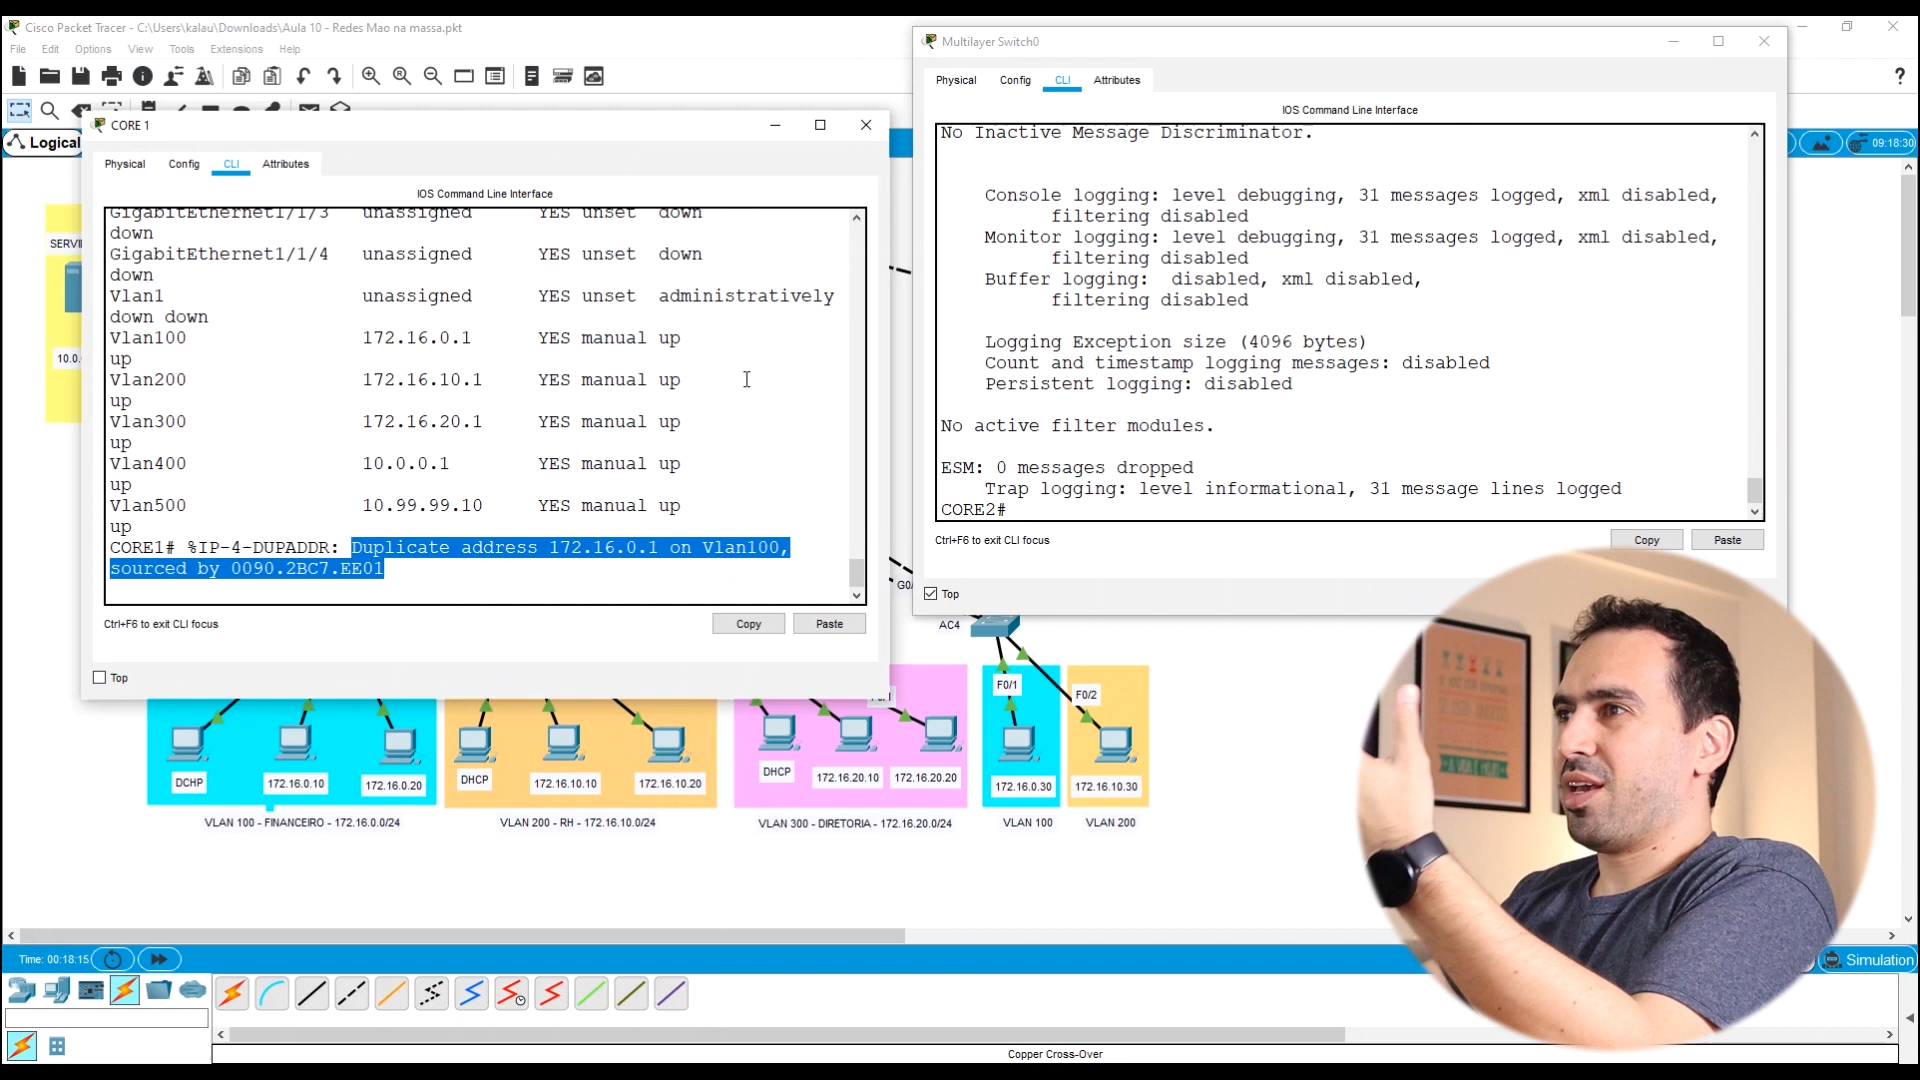 Cisco Packet Tracer - C:\Users\kalau\Downloads\Aula 10 - Redes Mao na massa.pkt
File Edit Options View Tools Extensions Help
Logical
09:18:30
SERVI
10.0.
CORE 1
Physical Config CLI Attributes
IOS Command Line Interface
GigabitEthernet1/1/3 unassigned YES unset down
down
GigabitEthernet1/1/4 unassigned YES unset down
down
Vlan1 unassigned YES unset administratively
down down
Vlan100 172.16.0.1 YES manual up
up
Vlan200 172.16.10.1 YES manual up
up
Vlan300 172.16.20.1 YES manual up
up
Vlan400 10.0.0.1 YES manual up
up
Vlan500 10.99.99.10 YES manual up
up
CORE1# %IP-4-DUPADDR: Duplicate address 172.16.0.1 on Vlan100,
sourced by 0090.2BC7.EE01
Ctrl+F6 to exit CLI focus
Copy Paste
Top
Multilayer Switch0
Physical Config CLI Attributes
IOS Command Line Interface
No Inactive Message Discriminator.
Console logging: level debugging, 31 messages logged, xml disabled,
filtering disabled
Monitor logging: level debugging, 31 messages logged, xml disabled,
filtering disabled
Buffer logging: disabled, xml disabled,
filtering disabled
Logging Exception size (4096 bytes)
Count and timestamp logging messages: disabled
Persistent logging: disabled
No active filter modules.
ESM: 0 messages dropped
Trap logging: level informational, 31 message lines logged
CORE2#
Ctrl+F6 to exit CLI focus
Copy Paste
Top
G0/
AC4
F0/1
F0/2
DCHP 172.16.0.10 172.16.0.20
DHCP 172.16.10.10 172.16.10.20
DHCP 172.16.20.10 172.16.20.20
172.16.0.30
172.16.10.30
VLAN 100 - FINANCEIRO - 172.16.0.0/24
VLAN 200 - RH - 172.16.10.0/24
VLAN 300 - DIRETORIA - 172.16.20.0/24
VLAN 100
VLAN 200
Time: 00:18:15
Simulation
Copper Cross-Over